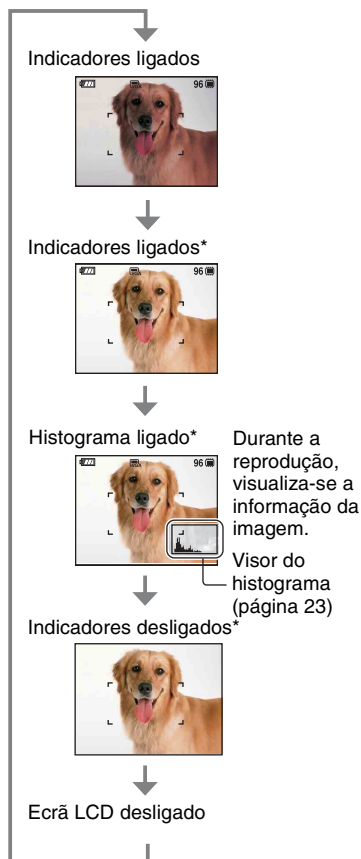 Indicadores ligados
96
Indicadores ligados*
96
Histograma ligado*
96
Durante a
reprodução,
visualiza-se a
informação da
imagem.
Visor do
histograma
(página 23)
Indicadores desligados*
Ecrã LCD desligado